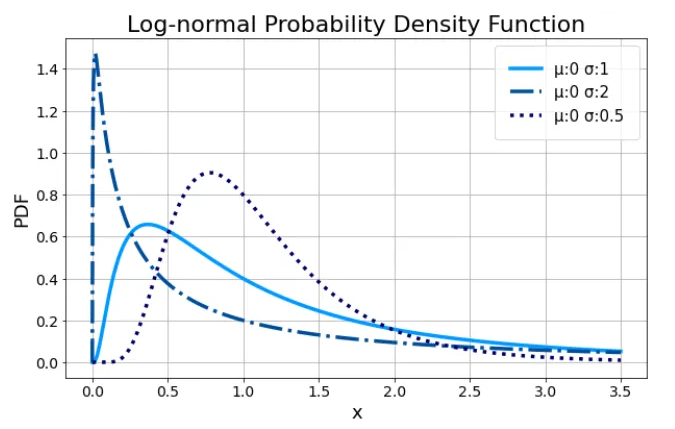 Log-normal Probability Density Function
μ:0 σ:1
μ:0 σ:2
μ:0 σ:0.5
PDF
1.4
1.2
1.0
0.8
0.6
0.4
0.2
0.0
0.0 0.5 1.0 1.5 2.0 2.5 3.0 3.5
x